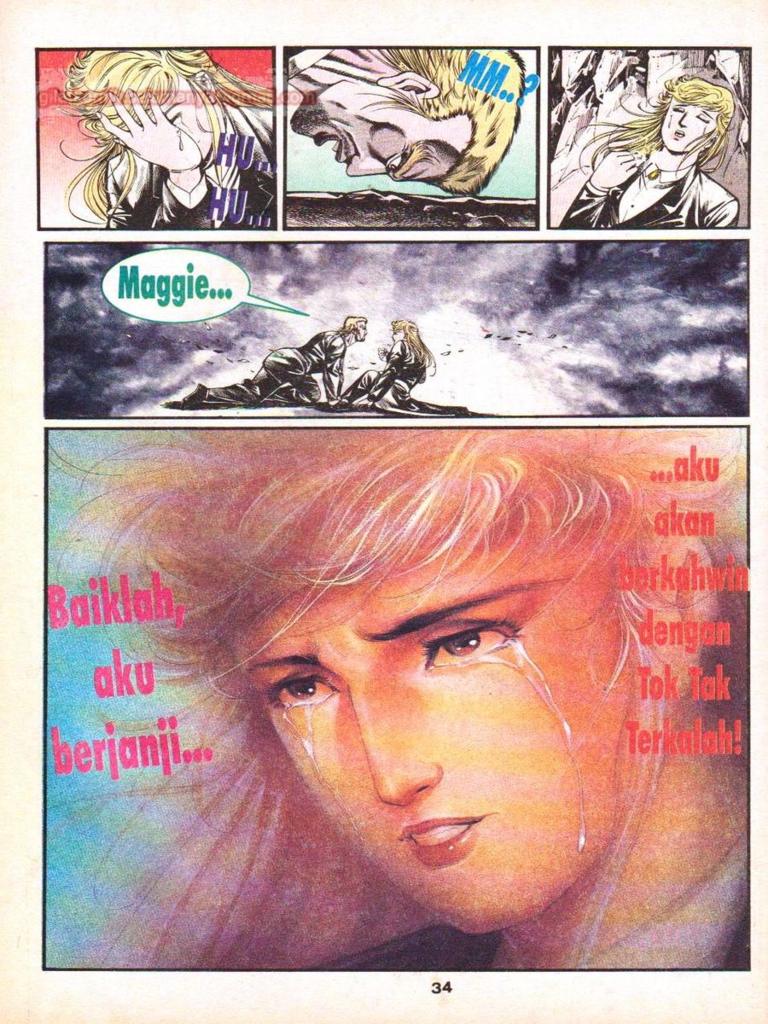 HU...
HU...
MM..?
Maggie...
Baiklah,
aku
berjanji...
...aku
akan
berkahwin
dengan
Tok Tak
Terkalah!
34